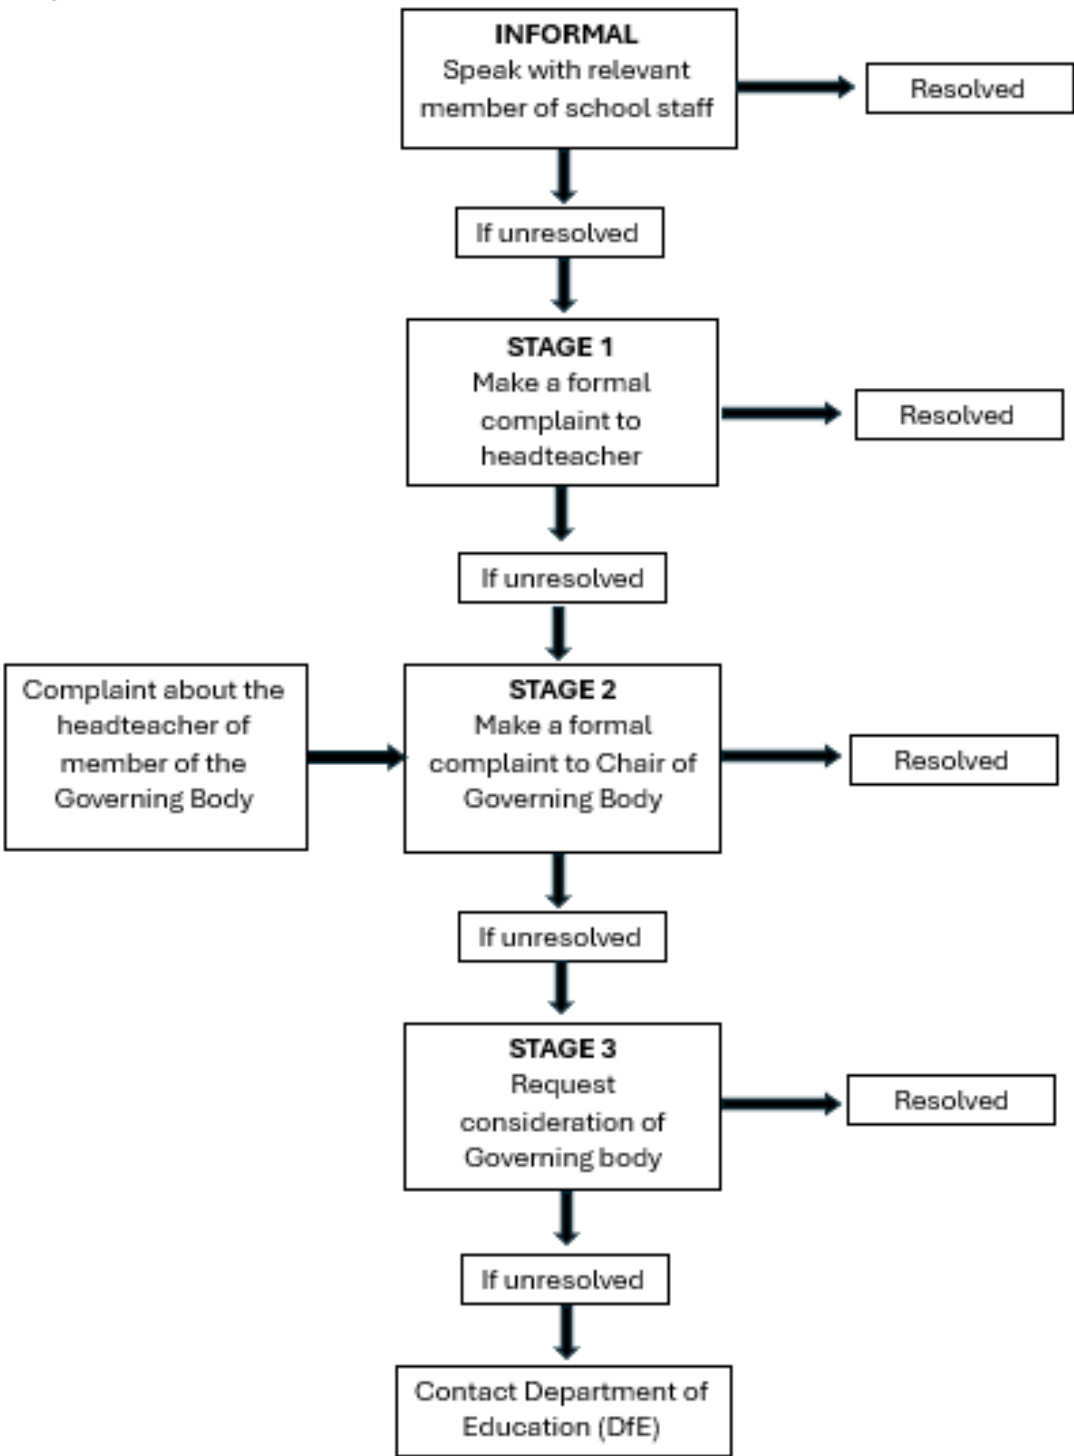 INFORMAL
Speak with relevant
member of school staff
Resolved
If unresolved
STAGE 1
Make a formal
complaint to
headteacher
Resolved
If unresolved
Complaint about the
headteacher of
member of the
Governing Body
STAGE 2
Make a formal
complaint to Chair of
Governing Body
Resolved
If unresolved
STAGE 3
Request
consideration of
Governing body
Resolved
If unresolved
Contact Department of
Education (DfE)